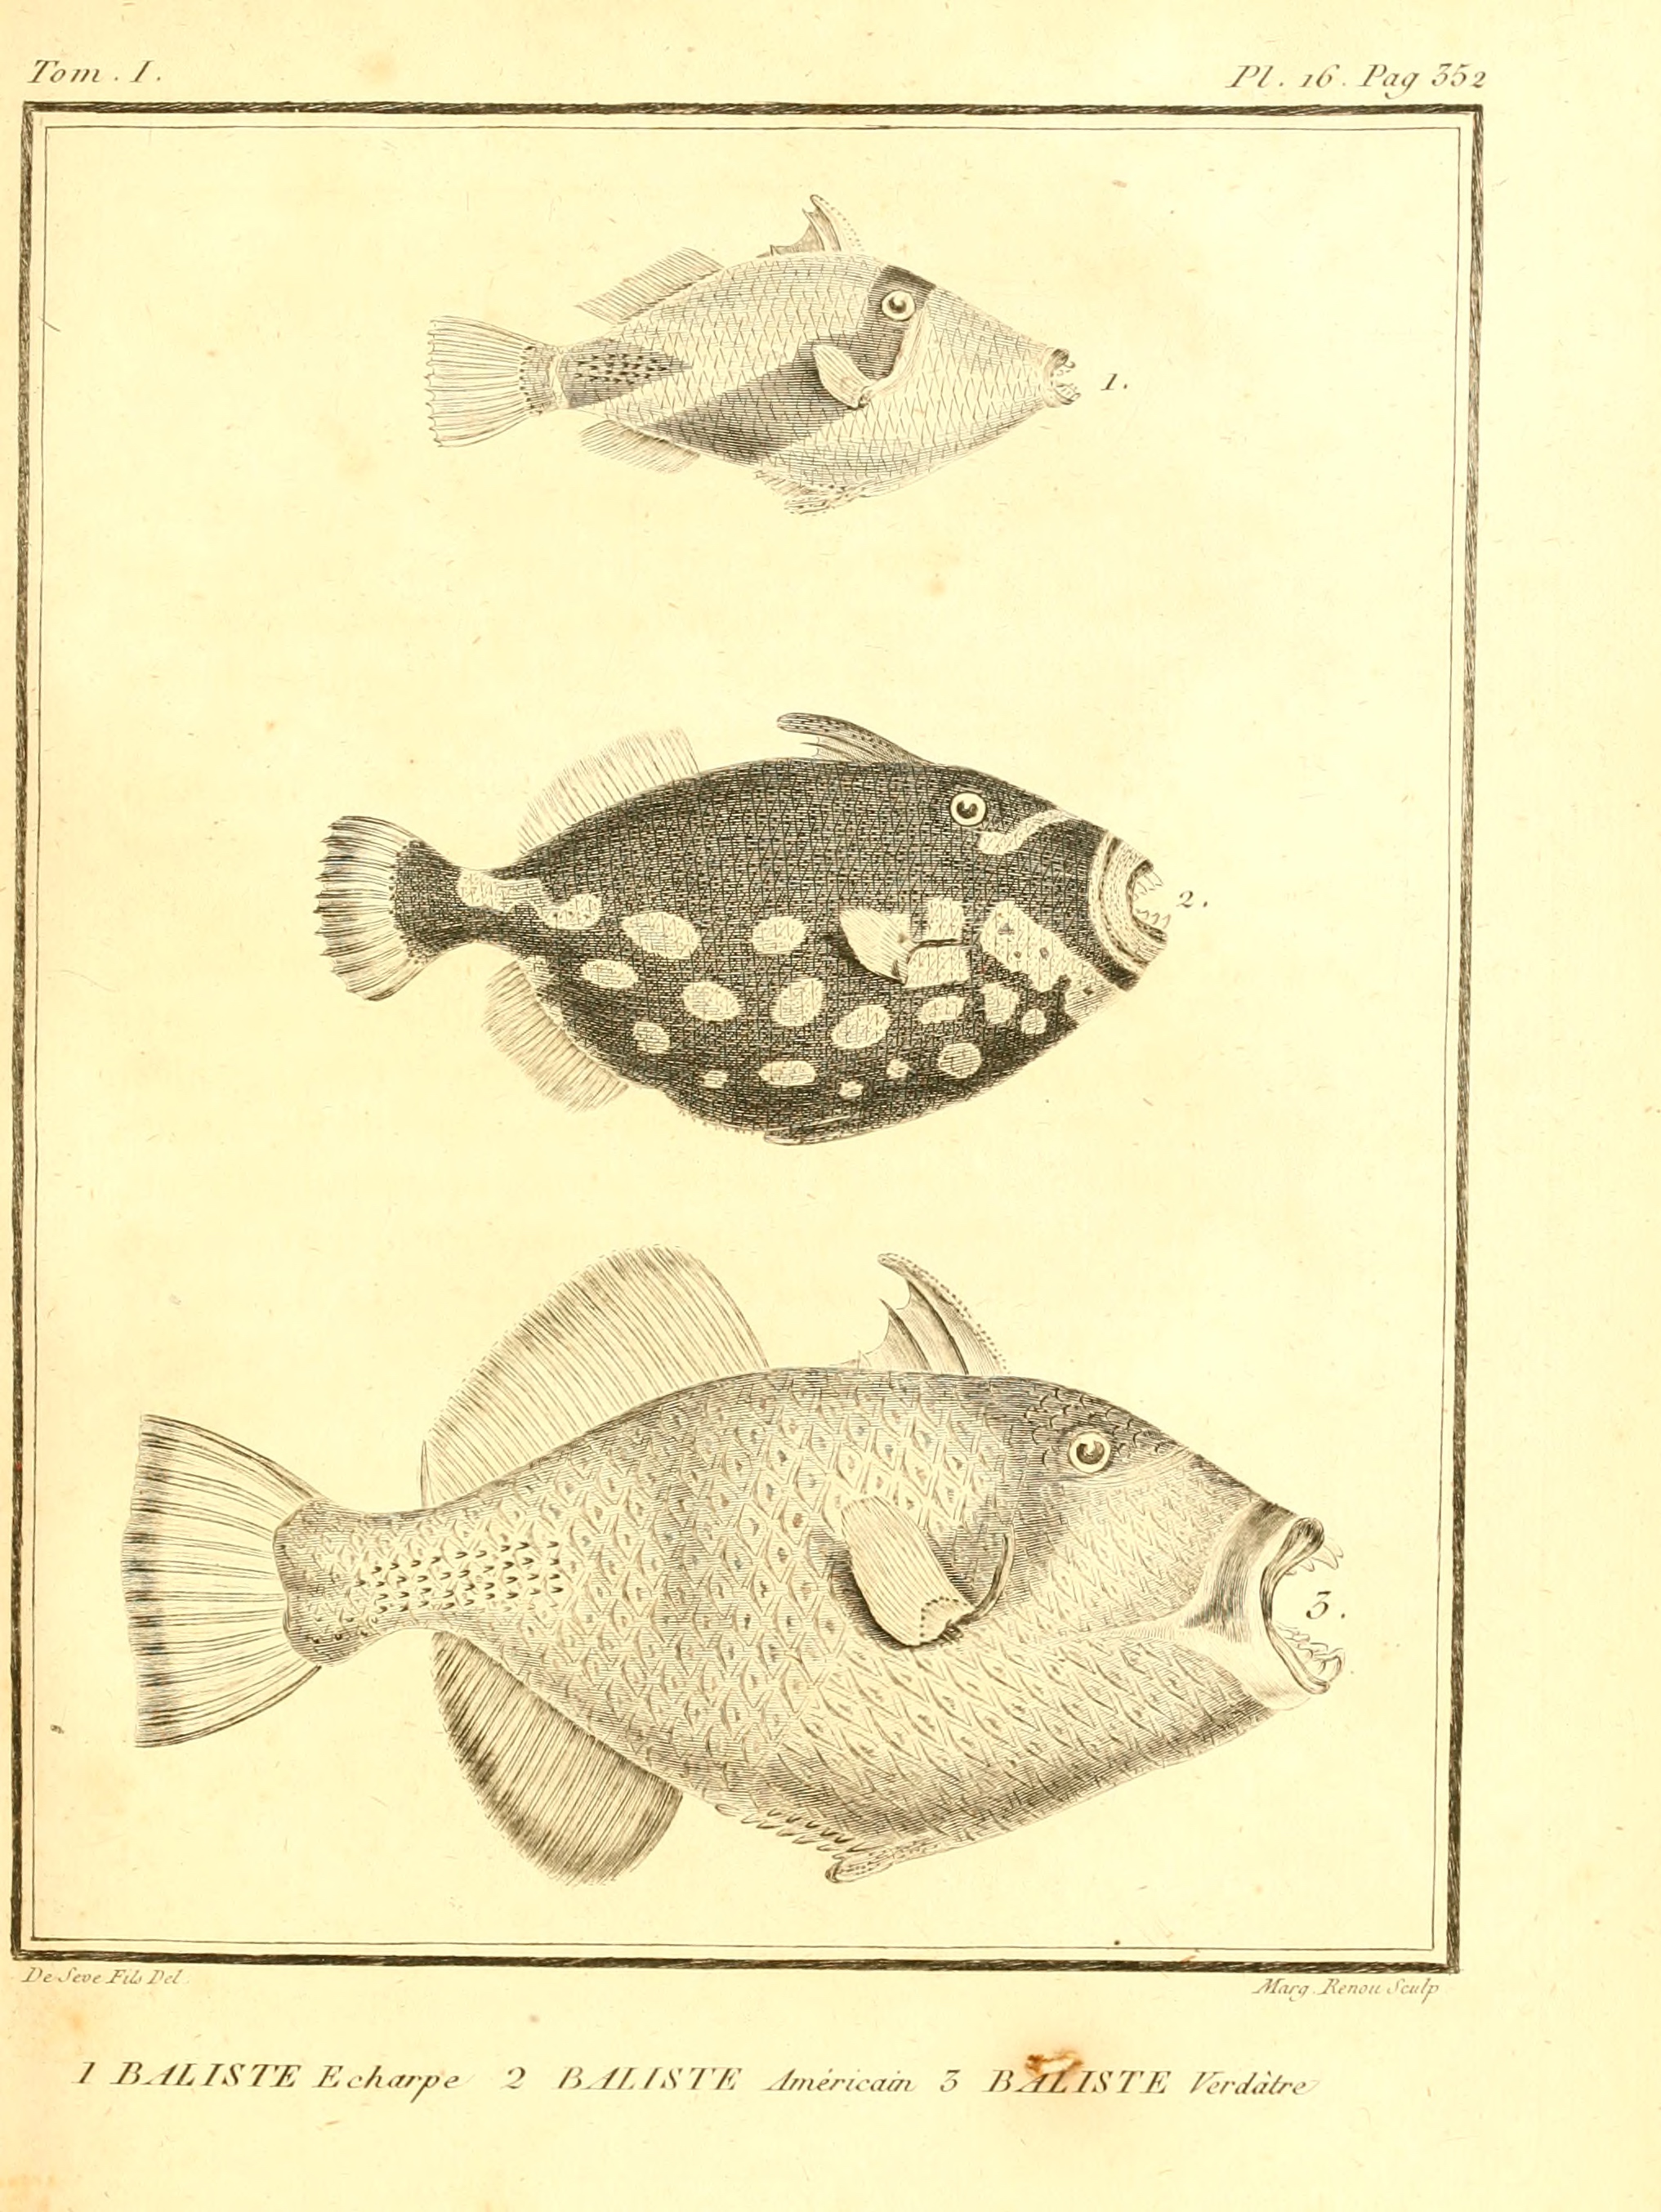 Tom. I.
Pl. 16. Pag 352
1.
2.
3.
De Seve Fils Del.
Marg. Renou Sculp
1 BALISTE Echarpe 2 BALISTE Américain 3 BALISTE Verdâtre